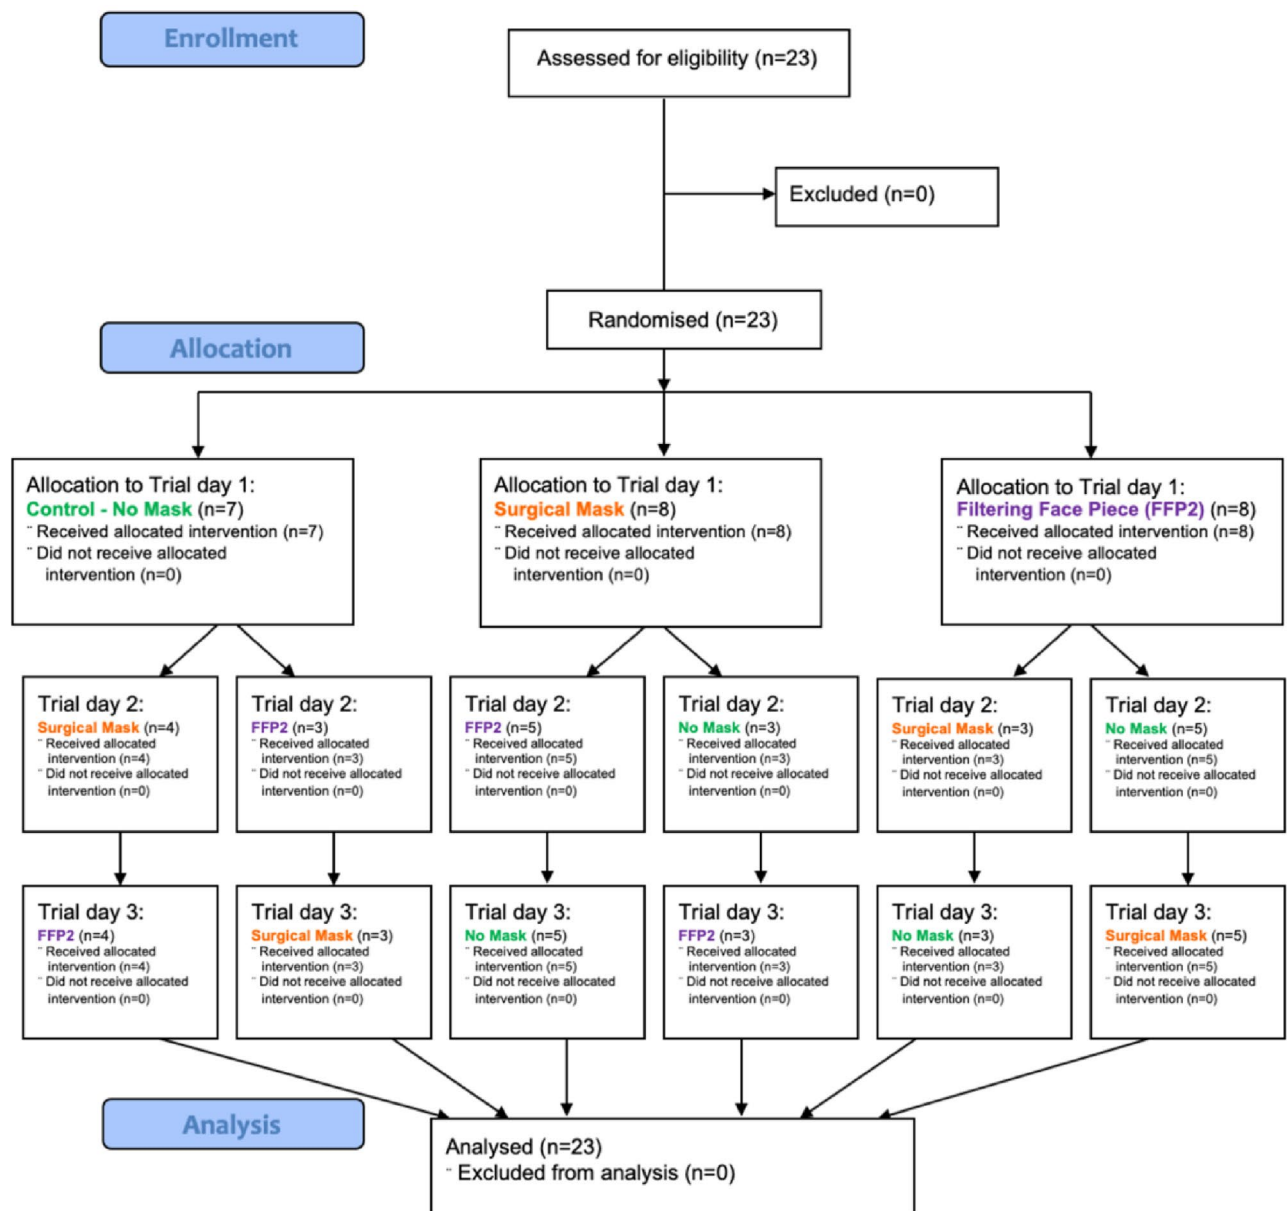 Enrollment
Assessed for eligibility (n=23)
Excluded (n=0)
Randomised (n=23)
Allocation
Allocation to Trial day 1:
Control - No Mask (n=7)
¨ Received allocated intervention (n=7)
¨ Did not receive allocated
intervention (n=0)
Allocation to Trial day 1:
Surgical Mask (n=8)
¨ Received allocated intervention (n=8)
¨ Did not receive allocated
intervention (n=0)
Allocation to Trial day 1:
Filtering Face Piece (FFP2) (n=8)
¨ Received allocated intervention (n=8)
¨ Did not receive allocated
intervention (n=0)
Trial day 2:
Surgical Mask (n=4)
¨ Received allocated
intervention (n=4)
¨ Did not receive allocated
intervention (n=0)
Trial day 2:
FFP2 (n=3)
¨ Received allocated
intervention (n=3)
¨ Did not receive allocated
intervention (n=0)
Trial day 2:
FFP2 (n=5)
¨ Received allocated
intervention (n=5)
¨ Did not receive allocated
intervention (n=0)
Trial day 2:
No Mask (n=3)
¨ Received allocated
intervention (n=3)
¨ Did not receive allocated
intervention (n=0)
Trial day 2:
Surgical Mask (n=3)
¨ Received allocated
intervention (n=3)
¨ Did not receive allocated
intervention (n=0)
Trial day 2:
No Mask (n=5)
¨ Received allocated
intervention (n=5)
¨ Did not receive allocated
intervention (n=0)
Trial day 3:
FFP2 (n=4)
¨ Received allocated
intervention (n=4)
¨ Did not receive allocated
intervention (n=0)
Trial day 3:
Surgical Mask (n=3)
¨ Received allocated
intervention (n=3)
¨ Did not receive allocated
intervention (n=0)
Trial day 3:
No Mask (n=5)
¨ Received allocated
intervention (n=5)
¨ Did not receive allocated
intervention (n=0)
Trial day 3:
FFP2 (n=3)
¨ Received allocated
intervention (n=3)
¨ Did not receive allocated
intervention (n=0)
Trial day 3:
No Mask (n=3)
¨ Received allocated
intervention (n=3)
¨ Did not receive allocated
intervention (n=0)
Trial day 3:
Surgical Mask (n=5)
¨ Received allocated
intervention (n=5)
¨ Did not receive allocated
intervention (n=0)
Analysis
Analysed (n=23)
¨ Excluded from analysis (n=0)